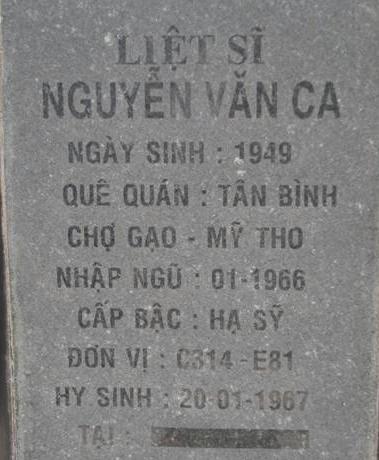 LIỆT SĨ
NGUYỄN VĂN CA
NGÀY SINH : 1949
QUÊ QUÁN : TÂN BÌNH
CHỢ GẠO - MỸ THO
NHẬP NGŨ : 01-1966
CẤP BẬC : HẠ SỸ
ĐƠN VỊ : C314-E81
HY SINH : 20-01-1967
TẠI :